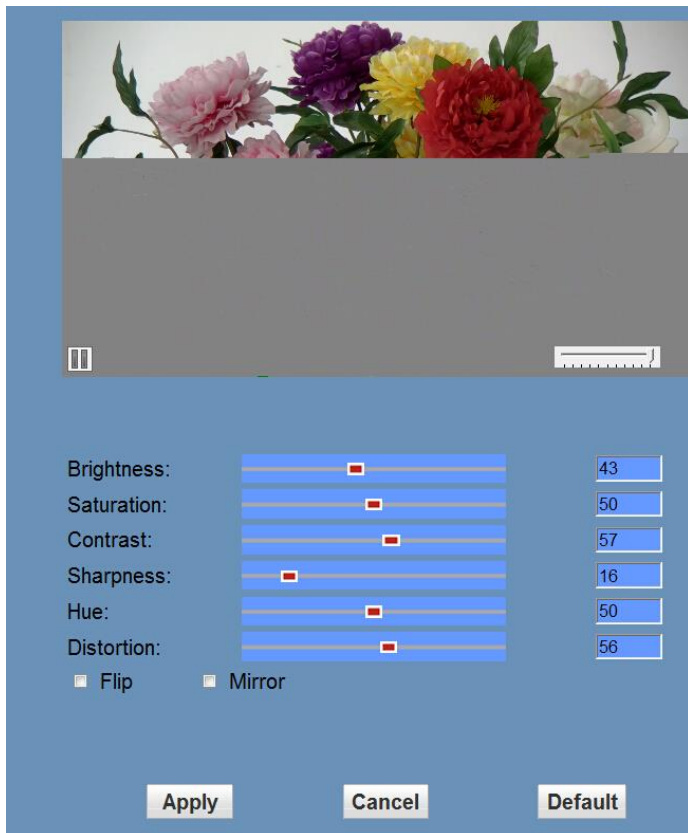 Brightness: 43
Saturation: 50
Contrast: 57
Sharpness: 16
Hue: 50
Distortion: 56
Flip Mirror
Apply Cancel Default